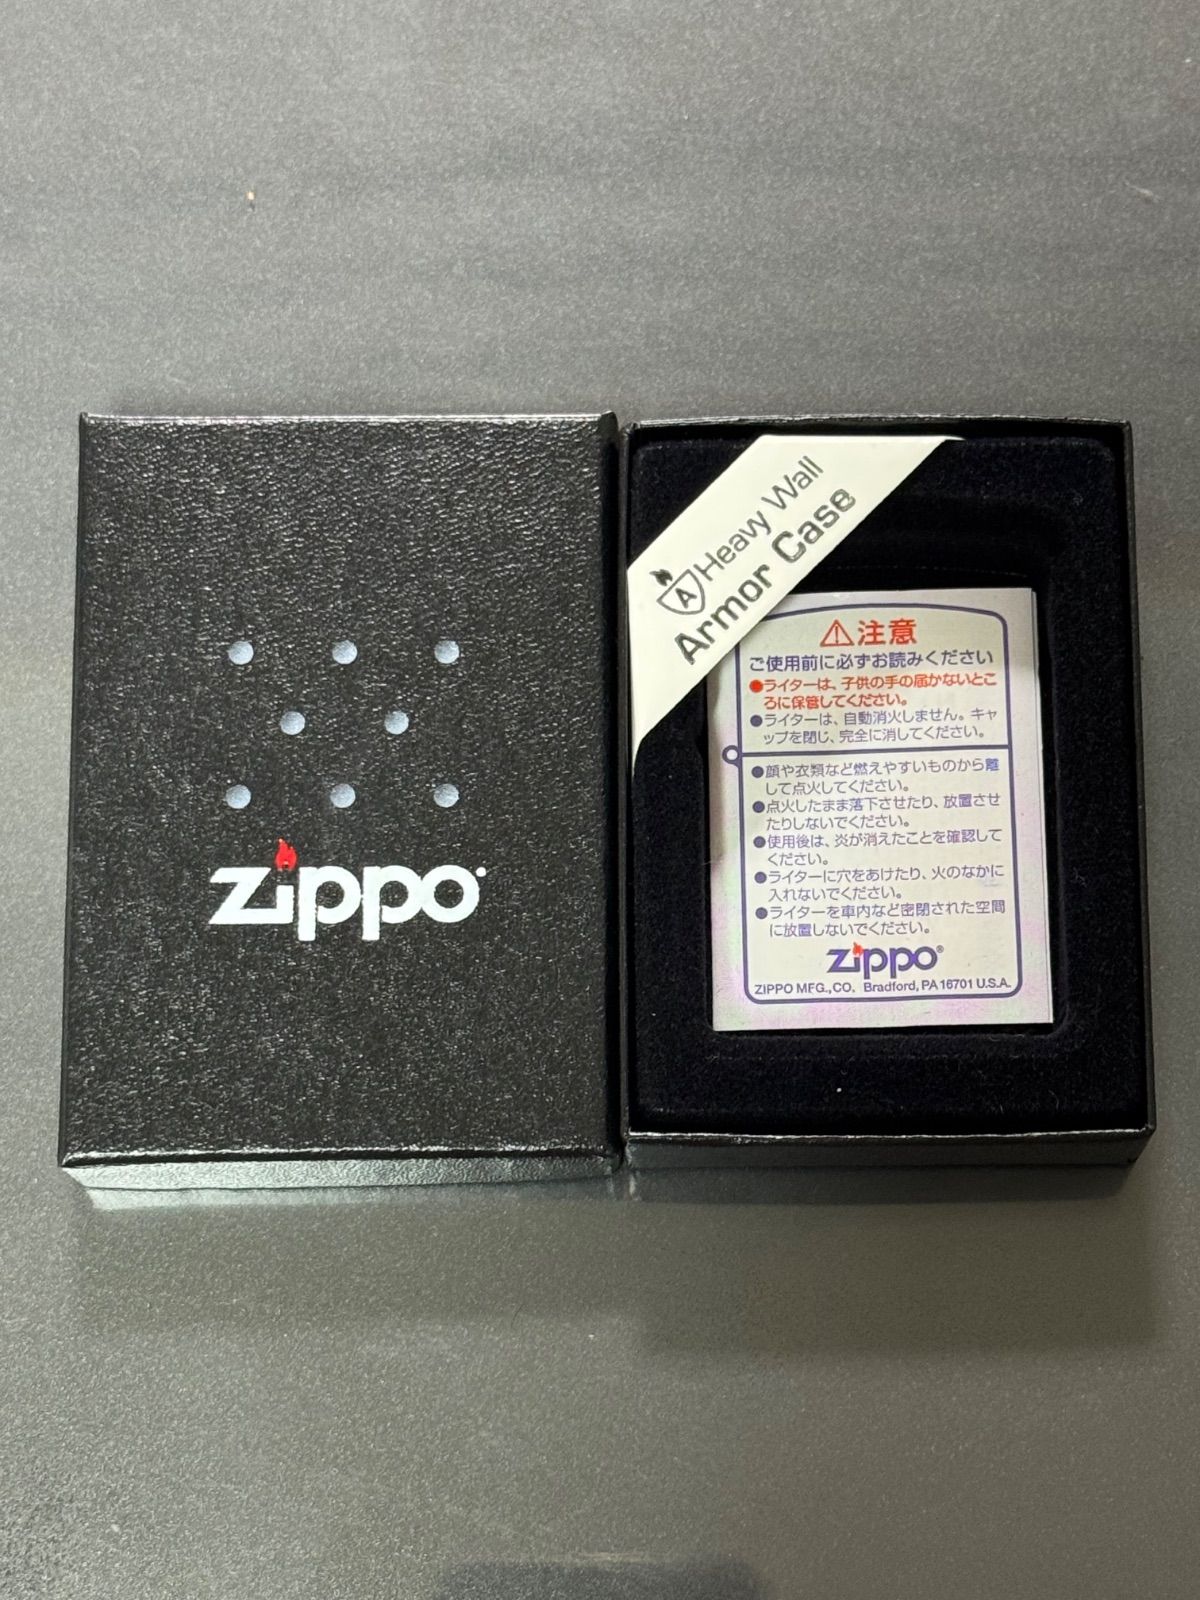 zippo
Heavy Wall
Armor Case
A
注意
ご使用前に必ずお読みください
●ライターは、子供の手の届かないとこ
ろに保管してください。
●ライターは、自動消火しません。キャ
ップを閉じ、完全に消してください。
●顔や衣類など燃えやすいものから離
して点火してください。
●点火したまま落下させたり、放置させ
たりしないでください。
●使用後は、炎が消えたことを確認して
ください。
●ライターに穴をあけたり、火のなかに
入れないでください。
●ライターを車内など密閉された空間
に放置しないでください。
zippo®
ZIPPO MFG.,CO. Bradford, PA 16701 U.S.A.